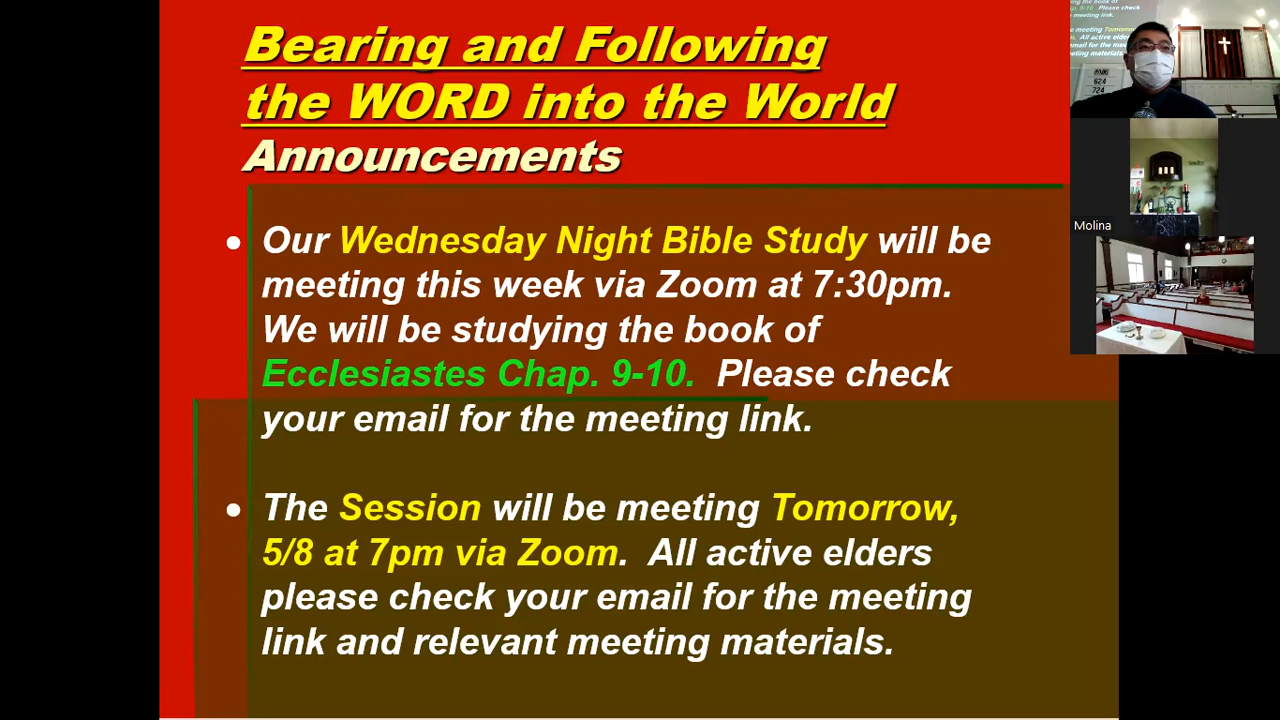 Bearing and Following
the WORD into the World
Announcements
Our Wednesday Night Bible Study will be
meeting this week via Zoom at 7:30pm.
We will be studying the book of
Ecclesiastes Chap. 9-10. Please check
your email for the meeting link.
The Session will be meeting Tomorrow,
5/8 at 7pm via Zoom. All active elders
please check your email for the meeting
link and relevant meeting materials.
Molina
624
724